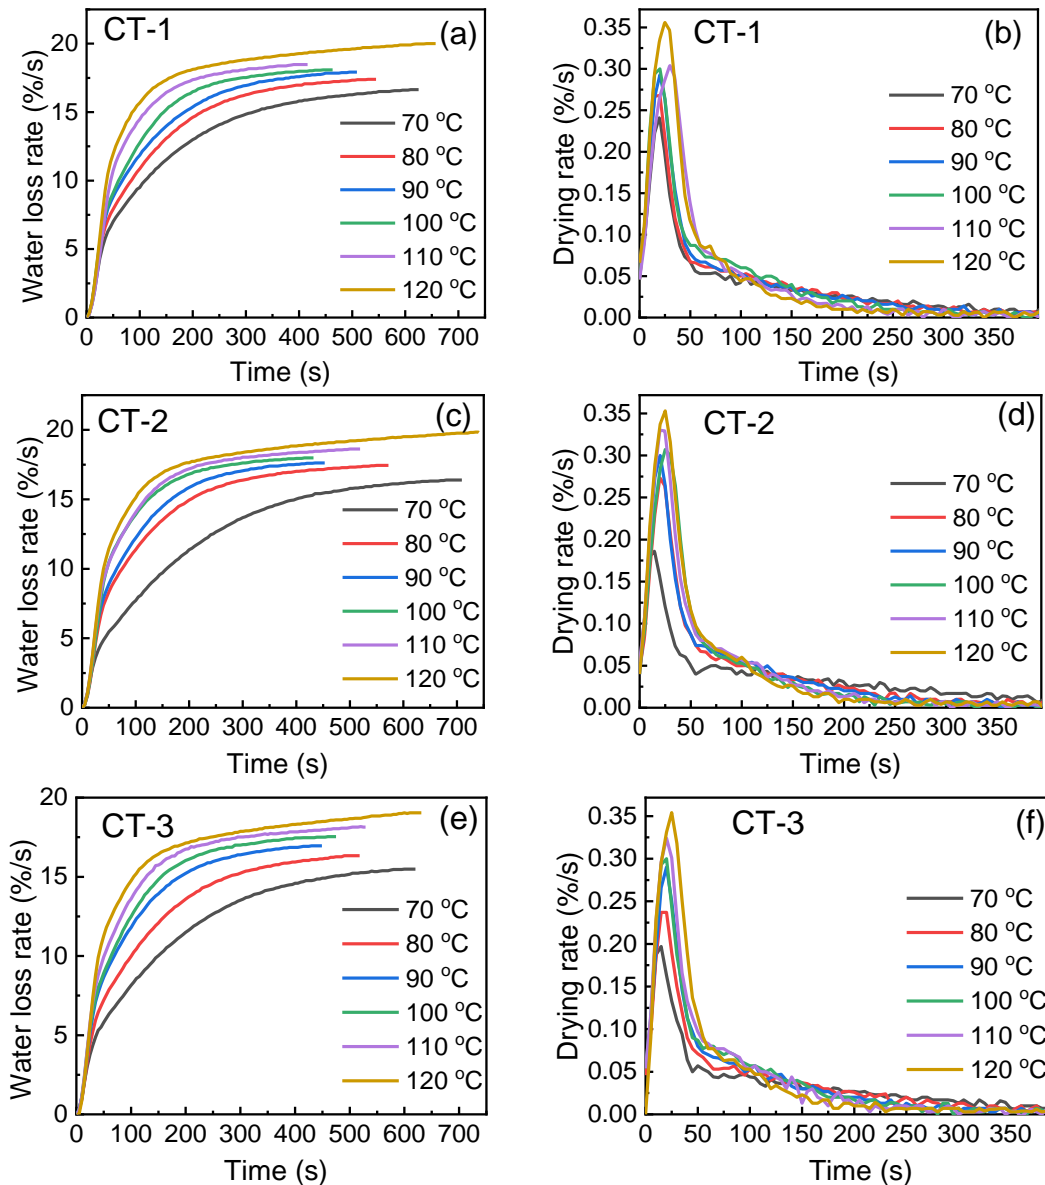 CT-1
(a)
Water loss rate (%/s)
20
15
10
5
0
70 °C
80 °C
90 °C
100 °C
110 °C
120 °C
0 100 200 300 400 500 600 700
Time (s)
CT-1
(b)
Drying rate (%/s)
0.35
0.30
0.25
0.20
0.15
0.10
0.05
0.00
70 °C
80 °C
90 °C
100 °C
110 °C
120 °C
0 50 100 150 200 250 300 350
Time (s)
CT-2
(c)
Water loss rate (%/s)
20
15
10
5
0
70 °C
80 °C
90 °C
100 °C
110 °C
120 °C
0 100 200 300 400 500 600 700
Time (s)
CT-2
(d)
Drying rate (%/s)
0.35
0.30
0.25
0.20
0.15
0.10
0.05
0.00
70 °C
80 °C
90 °C
100 °C
110 °C
120 °C
0 50 100 150 200 250 300 350
Time (s)
CT-3
(e)
Water loss rate (%/s)
20
15
10
5
0
70 °C
80 °C
90 °C
100 °C
110 °C
120 °C
0 100 200 300 400 500 600 700
Time (s)
CT-3
(f)
Drying rate (%/s)
0.35
0.30
0.25
0.20
0.15
0.10
0.05
0.00
70 °C
80 °C
90 °C
100 °C
110 °C
120 °C
0 50 100 150 200 250 300 350
Time (s)